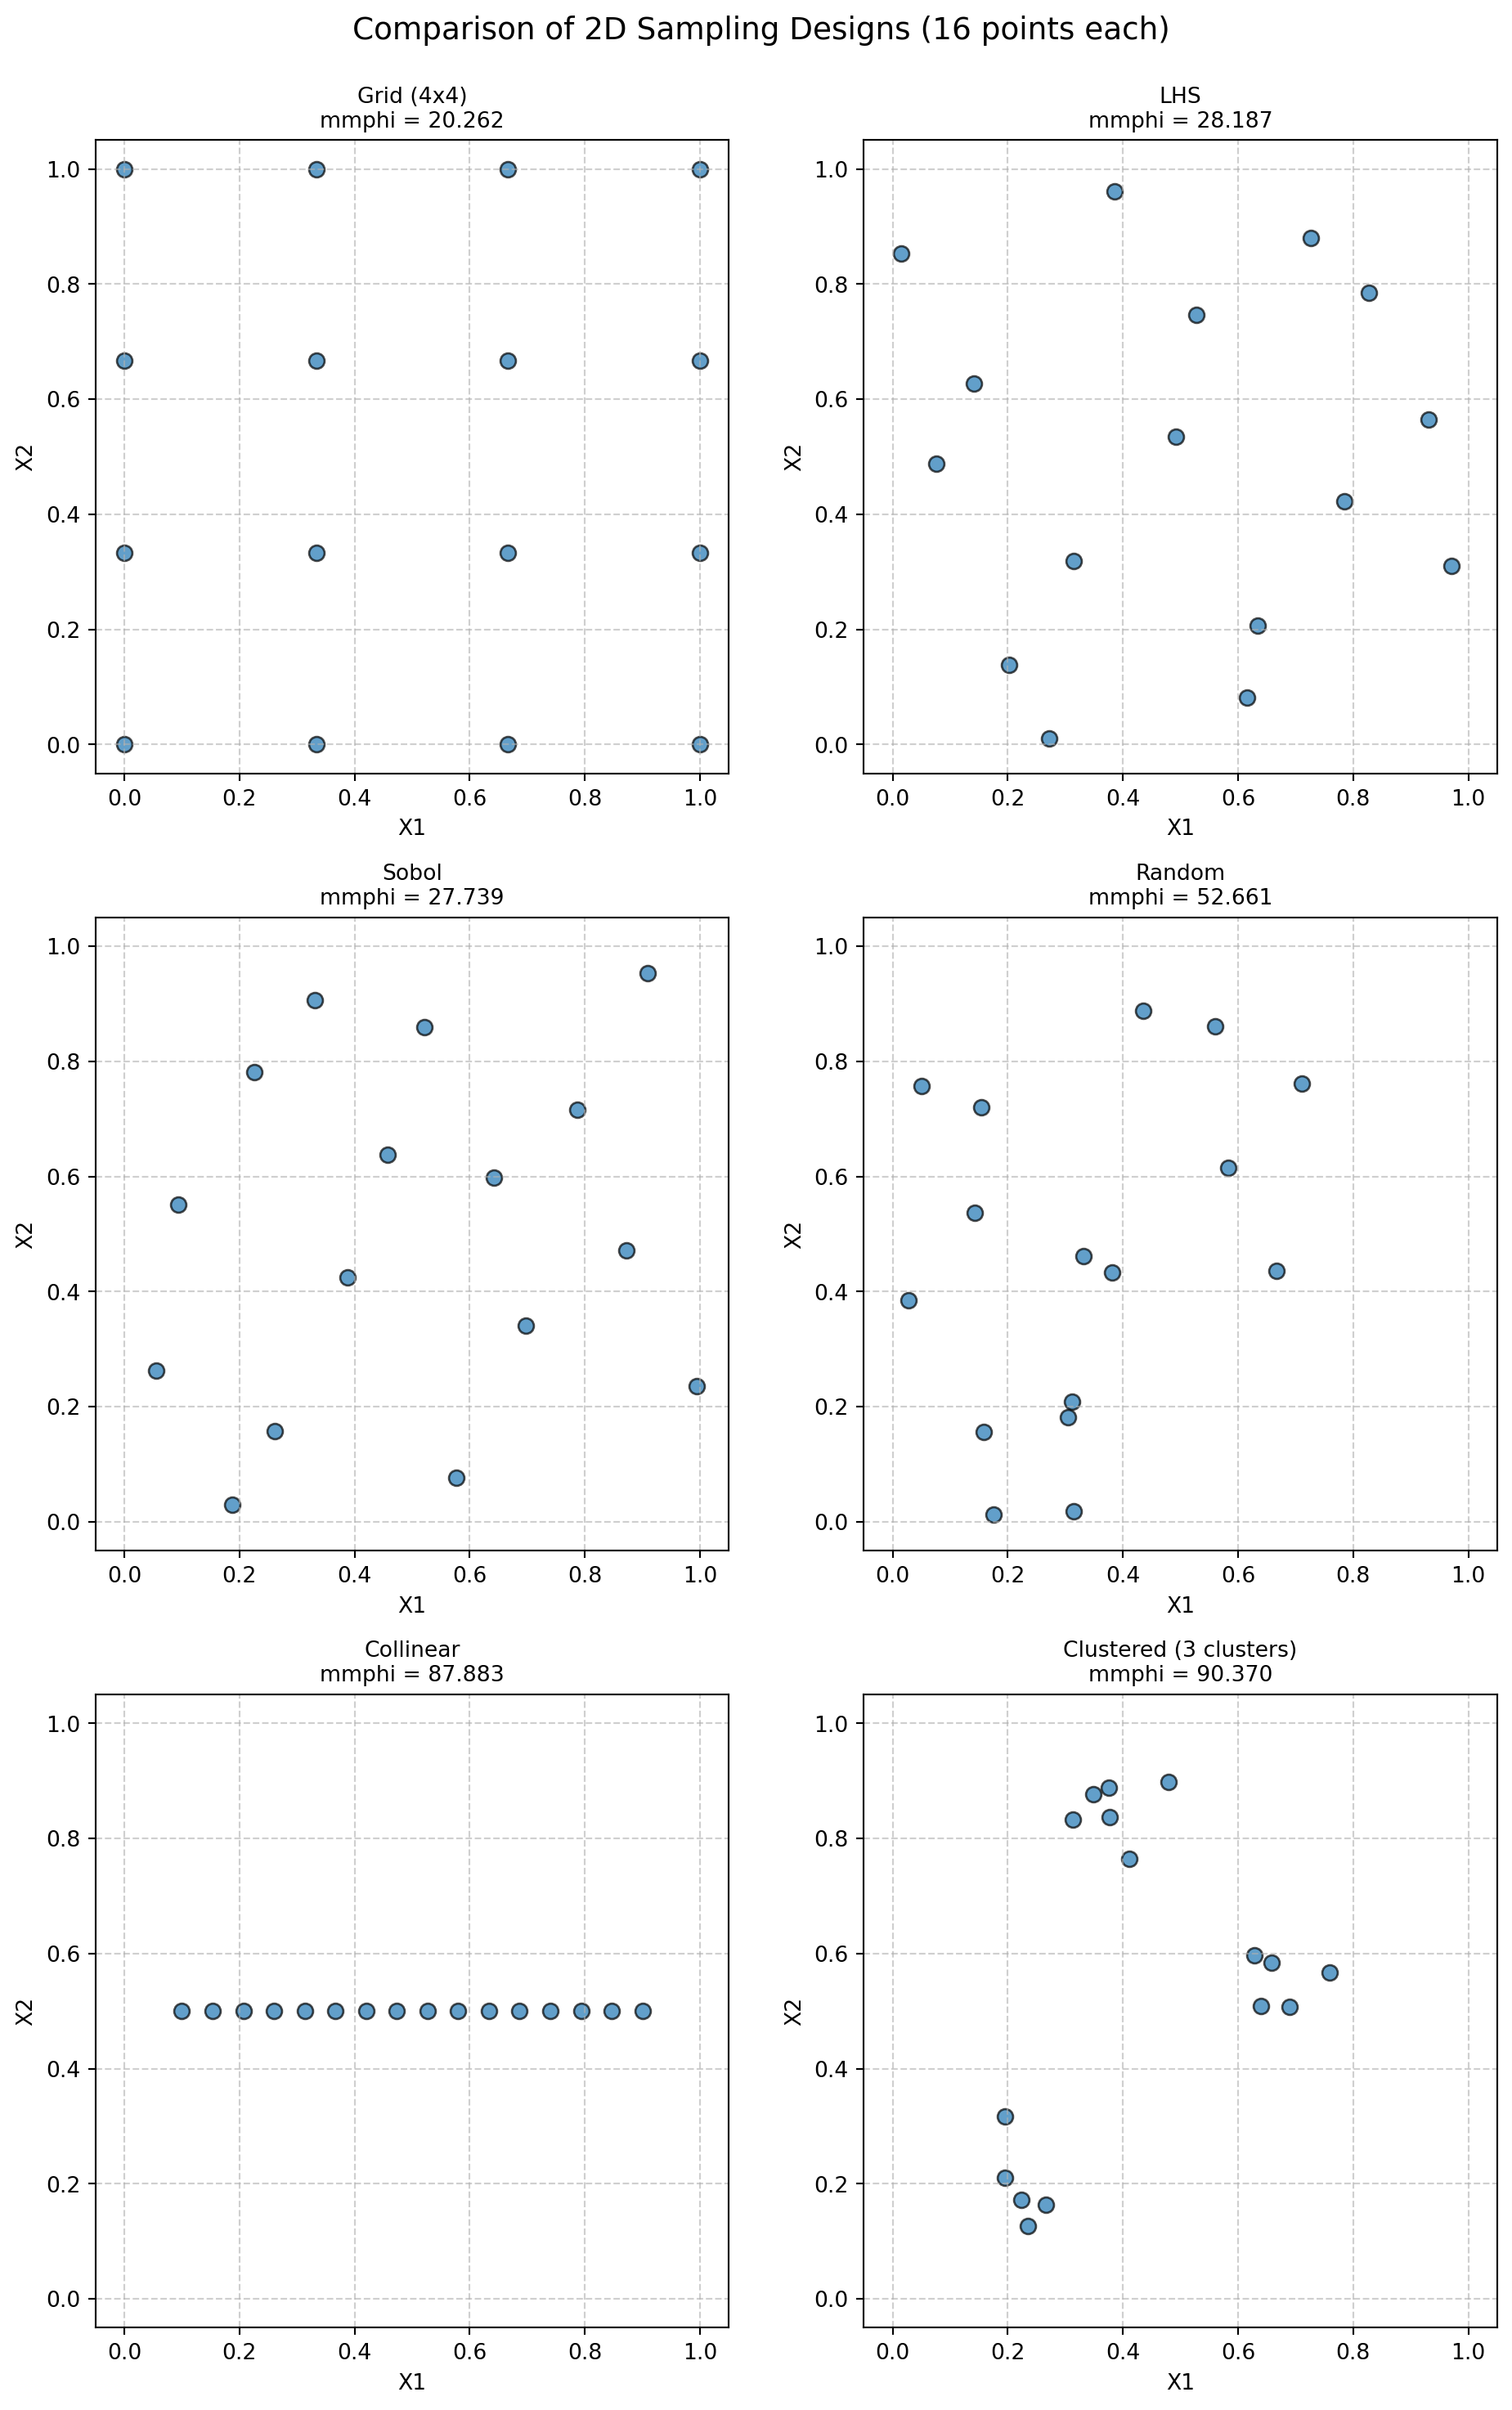 Comparison of 2D Sampling Designs (16 points each)
Grid (4x4)
mmphi = 20.262
1.0
0.8
0.6
0.4
0.2
0.0
X2
0.0 0.2 0.4 0.6 0.8 1.0
X1
LHS
mmphi = 28.187
1.0
0.8
0.6
0.4
0.2
0.0
X2
0.0 0.2 0.4 0.6 0.8 1.0
X1
Sobol
mmphi = 27.739
1.0
0.8
0.6
0.4
0.2
0.0
X2
0.0 0.2 0.4 0.6 0.8 1.0
X1
Random
mmphi = 52.661
1.0
0.8
0.6
0.4
0.2
0.0
X2
0.0 0.2 0.4 0.6 0.8 1.0
X1
Collinear
mmphi = 87.883
1.0
0.8
0.6
0.4
0.2
0.0
X2
0.0 0.2 0.4 0.6 0.8 1.0
X1
Clustered (3 clusters)
mmphi = 90.370
1.0
0.8
0.6
0.4
0.2
0.0
X2
0.0 0.2 0.4 0.6 0.8 1.0
X1